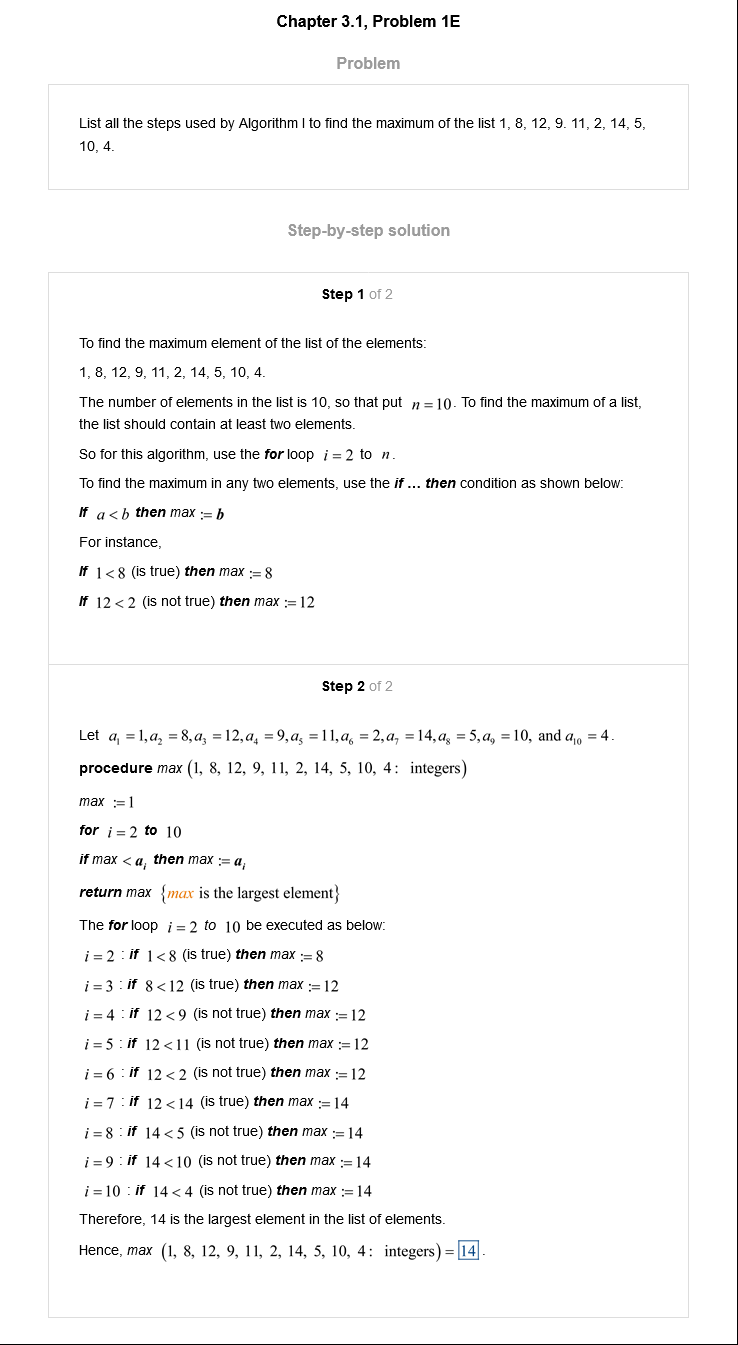 Chapter 3.1, Problem 1E
Problem
List all the steps used by Algorithm I to find the maximum of the list 1, 8, 12, 9. 11, 2, 14, 5,
10, 4.
Step-by-step solution
Step 1 of 2
To find the maximum element of the list of the elements:
1, 8, 12, 9, 11, 2, 14, 5, 10, 4.
The number of elements in the list is 10, so that put n = 10. To find the maximum of a list,
the list should contain at least two elements.
So for this algorithm, use the for loop i = 2 to n.
To find the maximum in any two elements, use the if ... then condition as shown below:
If a < b then max := b
For instance,
If 1 < 8 (is true) then max := 8
If 12 < 2 (is not true) then max := 12
Step 2 of 2
Let a₁ = 1, a₂ = 8, a₃ = 12, a₄ = 9, a₅ = 11, a₆ = 2, a₇ = 14, a₈ = 5, a₉ = 10, and a₁₀ = 4.
procedure max (1, 8, 12, 9, 11, 2, 14, 5, 10, 4: integers)
max := 1
for i = 2 to 10
if max < aᵢ then max := aᵢ
return max {max is the largest element}
The for loop i = 2 to 10 be executed as below:
i = 2 : if 1 < 8 (is true) then max := 8
i = 3 : if 8 < 12 (is true) then max := 12
i = 4 : if 12 < 9 (is not true) then max := 12
i = 5 : if 12 < 11 (is not true) then max := 12
i = 6 : if 12 < 2 (is not true) then max := 12
i = 7 : if 12 < 14 (is true) then max := 14
i = 8 : if 14 < 5 (is not true) then max := 14
i = 9 : if 14 < 10 (is not true) then max := 14
i = 10 : if 14 < 4 (is not true) then max := 14
Therefore, 14 is the largest element in the list of elements.
Hence, max (1, 8, 12, 9, 11, 2, 14, 5, 10, 4: integers) = 14.